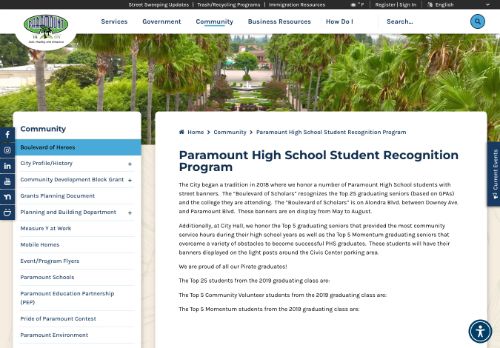 Street Sweeping Updates | Trash/Recycling Programs | Immigration Resources
° F | Register | Sign In | English
PARAMOUNT
Services Government Community Business Resources How Do I Search...
Community
Boulevard of Heroes
City Profile/History +
Community Development Block Grant +
Grants Planning Document
Planning and Building Department +
Measure Y at Work
Mobile Homes
Event/Program Flyers
Paramount Schools
Paramount Education Partnership
(PEP)
Pride of Paramount Contest
Paramount Environment
Home > Community > Paramount High School Student Recognition Program
Paramount High School Student Recognition
Program
The City began a tradition in 2018 where we honor a number of Paramount High School students with
street banners. The "Boulevard of Scholars" recognizes the Top 25 graduating seniors (based on GPAs)
and the college they are attending. The "Boulevard of Scholars" is on Alondra Blvd. between Downey Ave.
and Paramount Blvd. These banners are on display from May to August.
Additionally, at City Hall, we honor the Top 5 graduating seniors that provided the most community
service hours during their high school years as well as the Top 5 Momentum graduating seniors that
overcame a variety of obstacles to become successful PHS graduates. These students will have their
banners displayed on the light posts around the Civic Center parking area.
We are proud of all our Pirate graduates!
The Top 25 students from the 2019 graduating class are:
The Top 5 Community Volunteer students from the 2019 graduating class are:
The Top 5 Momentum students from the 2019 graduating class are:
Current Events